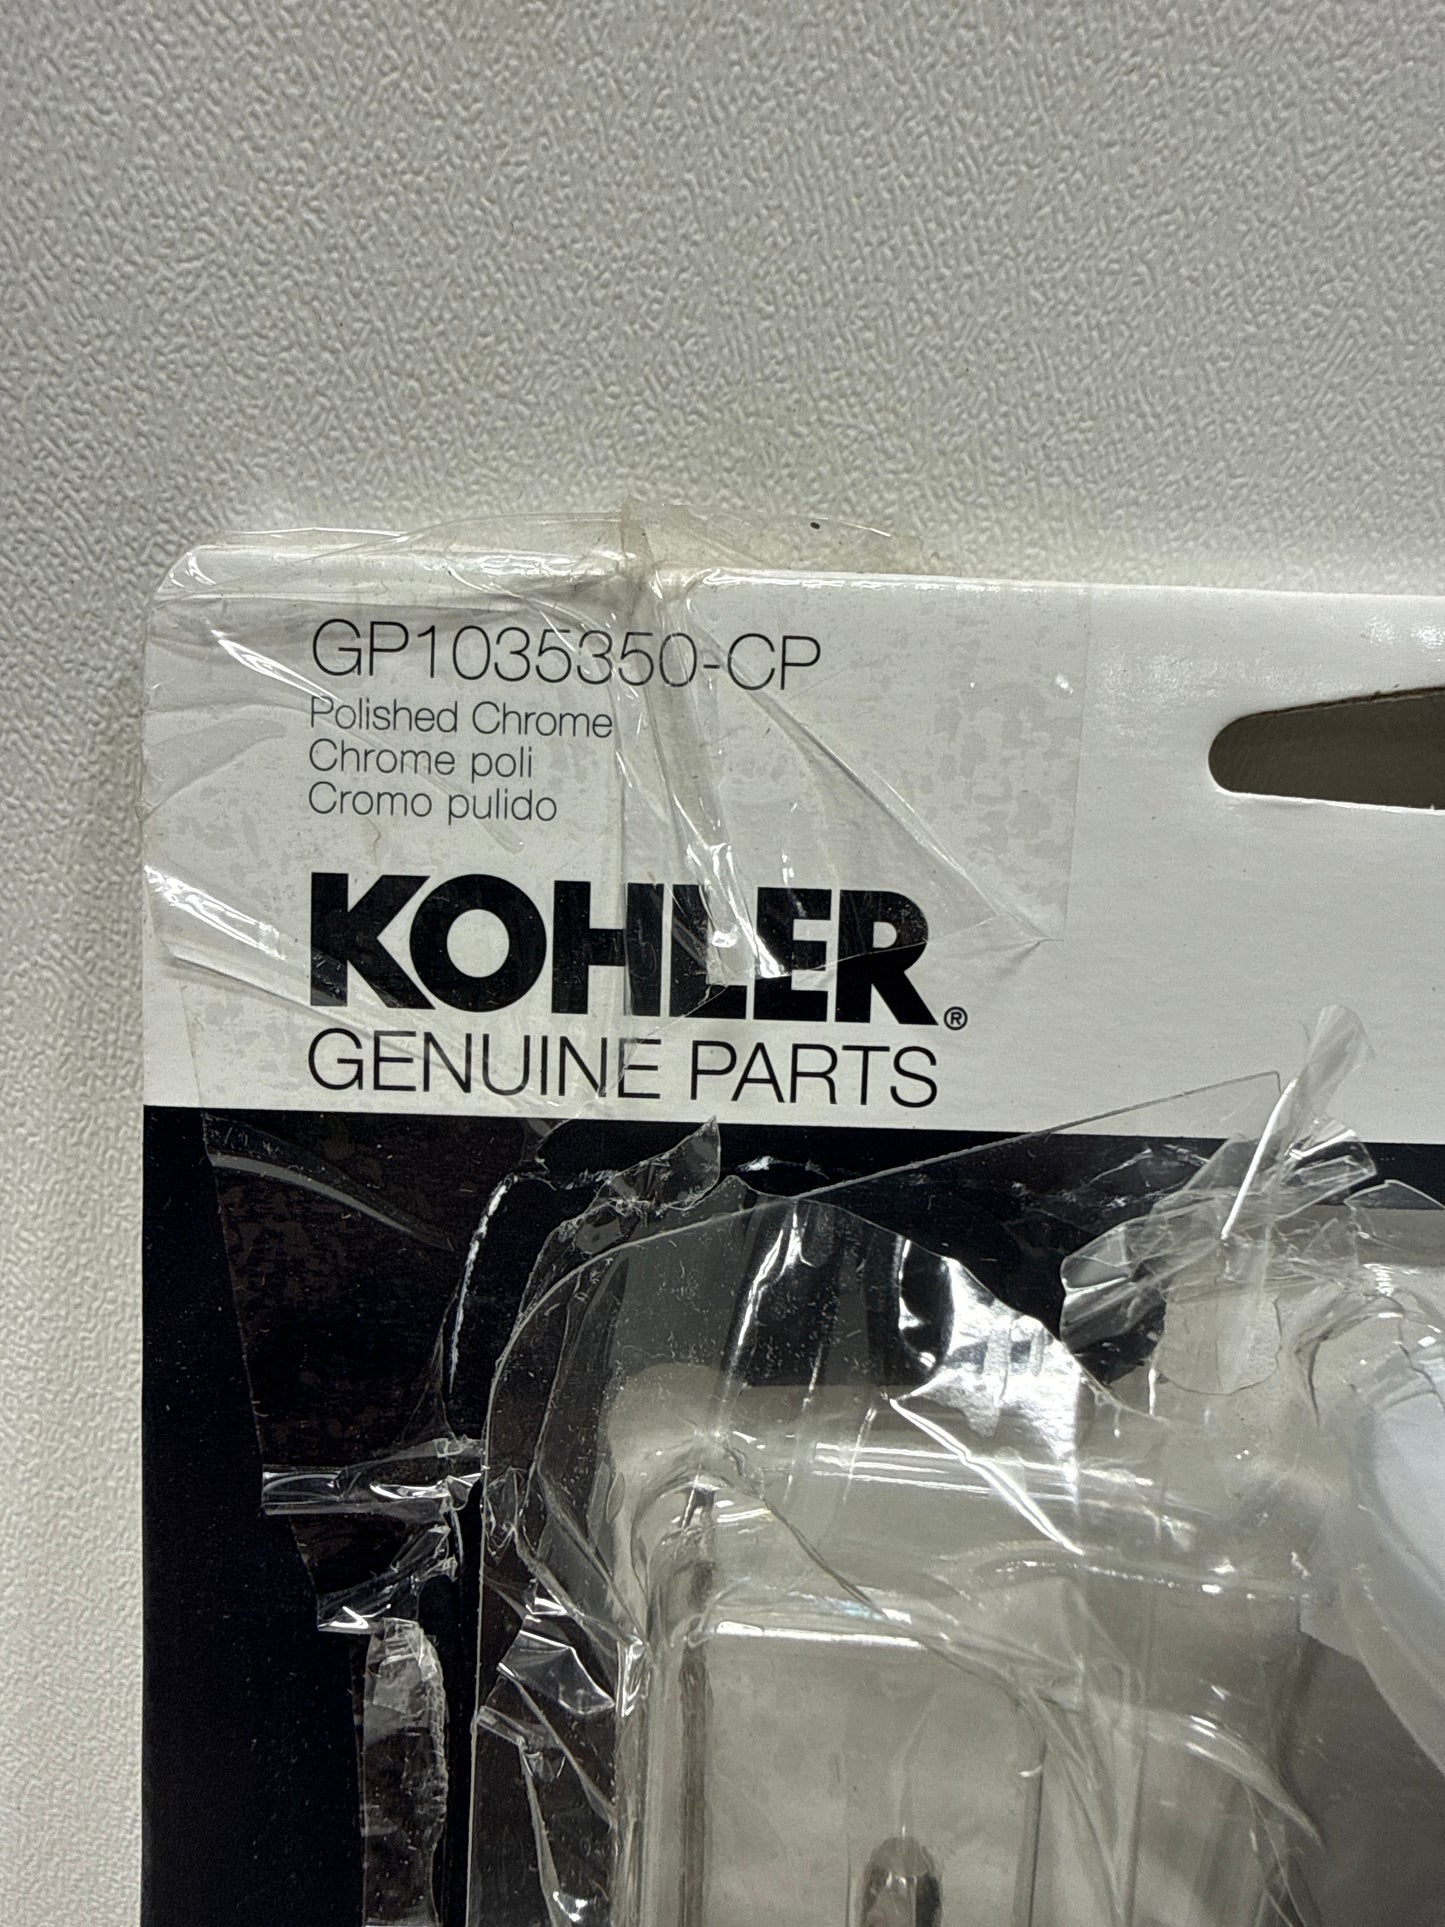 GP1035350-CP
Polished Chrome
Chrome poli
Cromo pulido
KOHLER®
GENUINE PARTS